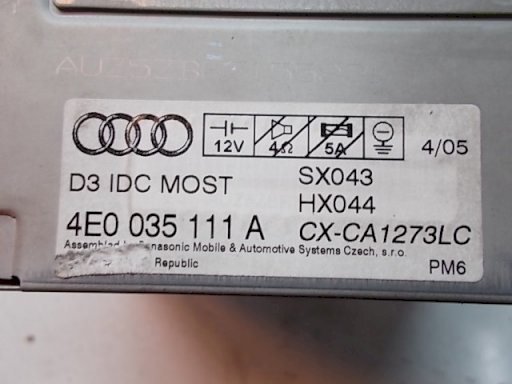 12V 4Ω 5A 4/05
D3 IDC MOST SX043
HX044
4E0 035 111 A CX-CA1273LC
Assembled by Panasonic Mobile & Automotive Systems Czech, s.r.o.
Republic PM6